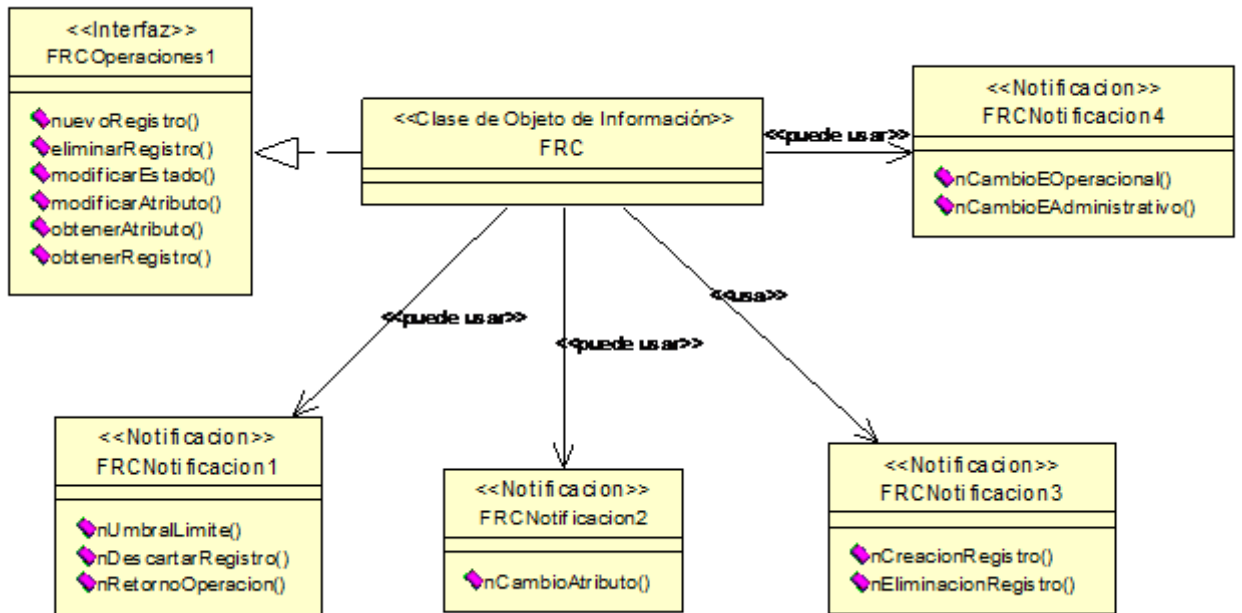 <<Interfaz>>
FRCOperaciones1
nuevoRegistro()
eliminarRegistro()
modificarEstado()
modificarAtributo()
obtenerAtributo()
obtenerRegistro()
<<Clase de Objeto de Información>>
FRC
<<puede usar>>
<<Notificacion>>
FRCNotificacion4
nCambioEOperacional()
nCambioEAdministrativo()
<<puede usar>>
<<puede usar>>
<<usa>>
<<Notificacion>>
FRCNotificacion1
nUmbralLimite()
nDescartarRegistro()
nRetornoOperacion()
<<Notificacion>>
FRCNotificacion2
nCambioAtributo()
<<Notificacion>>
FRCNotificacion3
nCreacionRegistro()
nEliminacionRegistro()